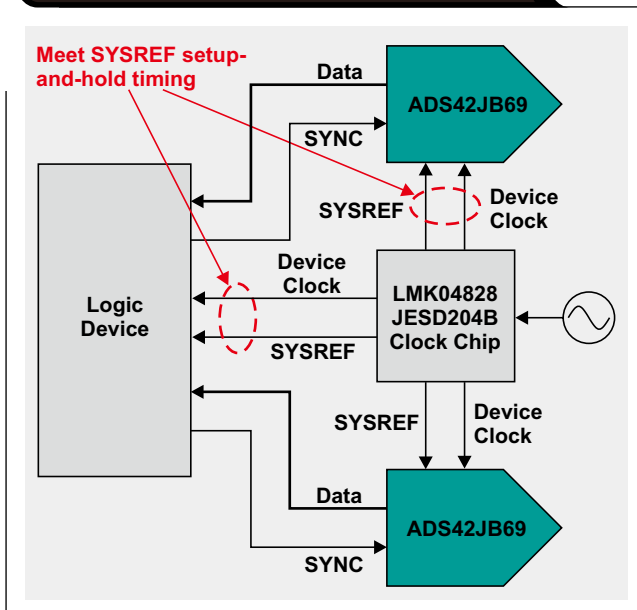 Meet SYSREF setup-
and-hold timing
Data
ADS42JB69
SYNC
SYSREF
Device
Clock
Device
Clock
LMK04828
JESD204B
Clock Chip
Logic
Device
SYSREF
SYSREF
Device
Clock
Data
ADS42JB69
SYNC